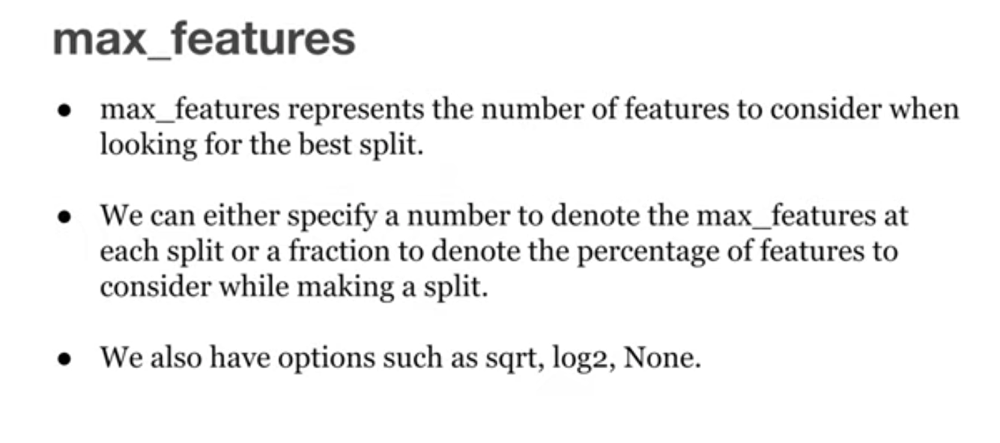 max_features
● max_features represents the number of features to consider when
looking for the best split.
● We can either specify a number to denote the max_features at
each split or a fraction to denote the percentage of features to
consider while making a split.
● We also have options such as sqrt, log2, None.